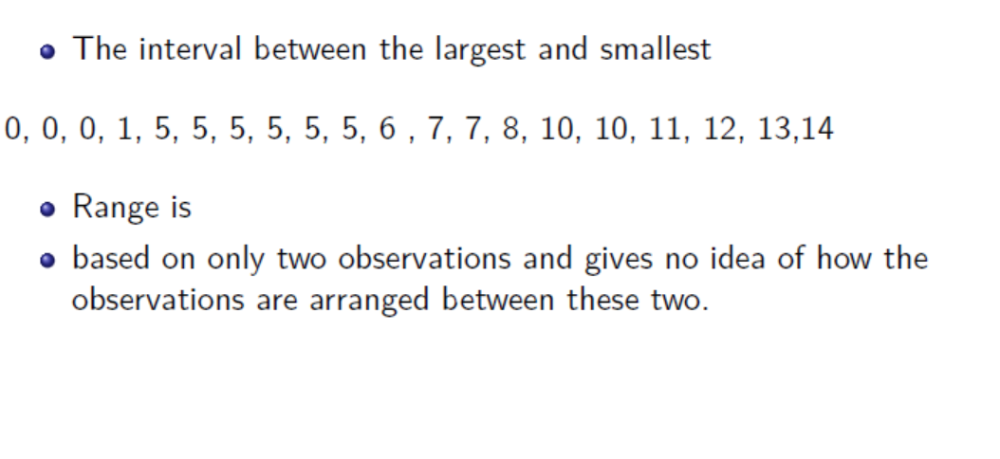 The interval between the largest and smallest
0, 0, 0, 1, 5, 5, 5, 5, 5, 5, 6 , 7, 7, 8, 10, 10, 11, 12, 13,14
Range is
based on only two observations and gives no idea of how the
observations are arranged between these two.